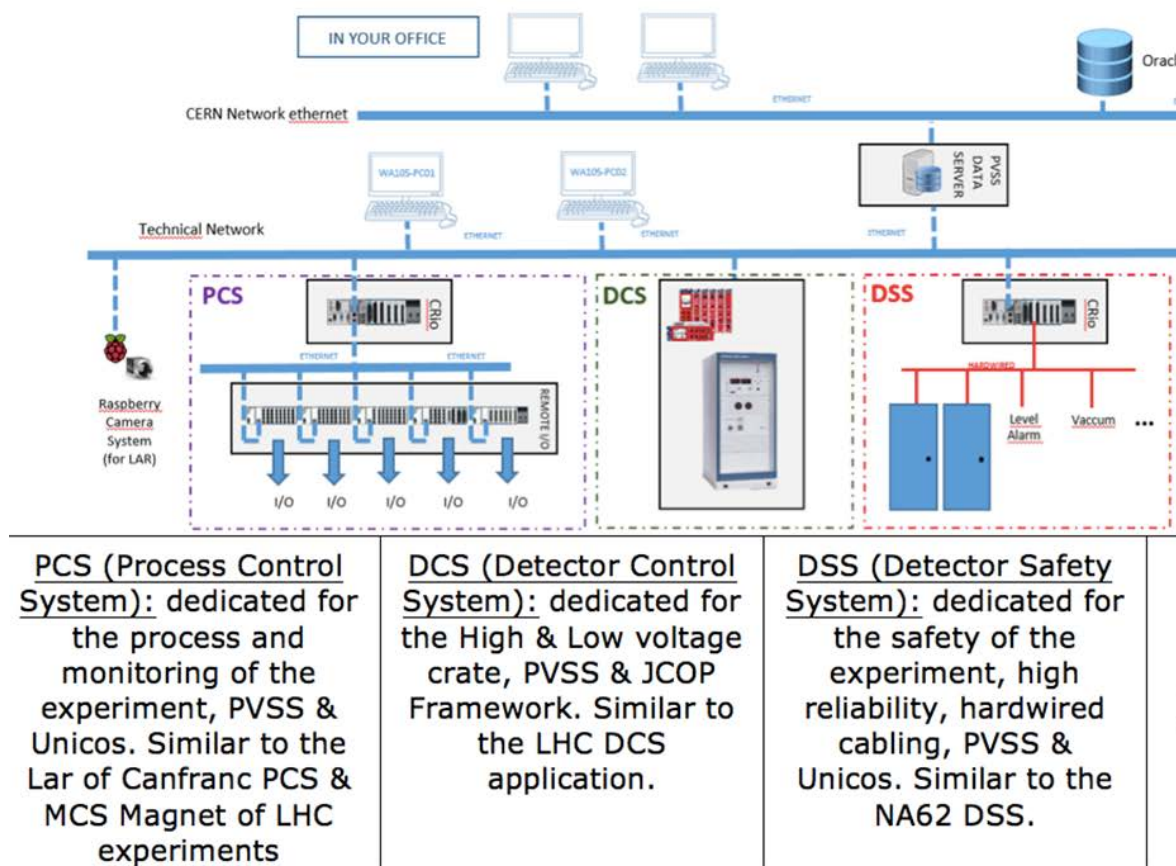 IN YOUR OFFICE
Oracl
CERN Network ethernet
ETHERNET
PVSS
DATA
SERVER
WA105-PC01
WA105-PC02
Technical Network
ETHERNET
ETHERNET
ETHERNET
PCS
CRio
ETHERNET
ETHERNET
REMOTE I/O
I/O
I/O
I/O
I/O
I/O
DCS
DSS
CRio
HARDWIRED
Level
Alarm
Vaccum
...
Raspberry
Camera
System
(for LAR)
PCS (Process Control
System): dedicated for
the process and
monitoring of the
experiment, PVSS &
Unicos. Similar to the
Lar of Canfranc PCS &
MCS Magnet of LHC
experiments
DCS (Detector Control
System): dedicated for
the High & Low voltage
crate, PVSS & JCOP
Framework. Similar to
the LHC DCS
application.
DSS (Detector Safety
System): dedicated for
the safety of the
experiment, high
reliability, hardwired
cabling, PVSS &
Unicos. Similar to the
NA62 DSS.